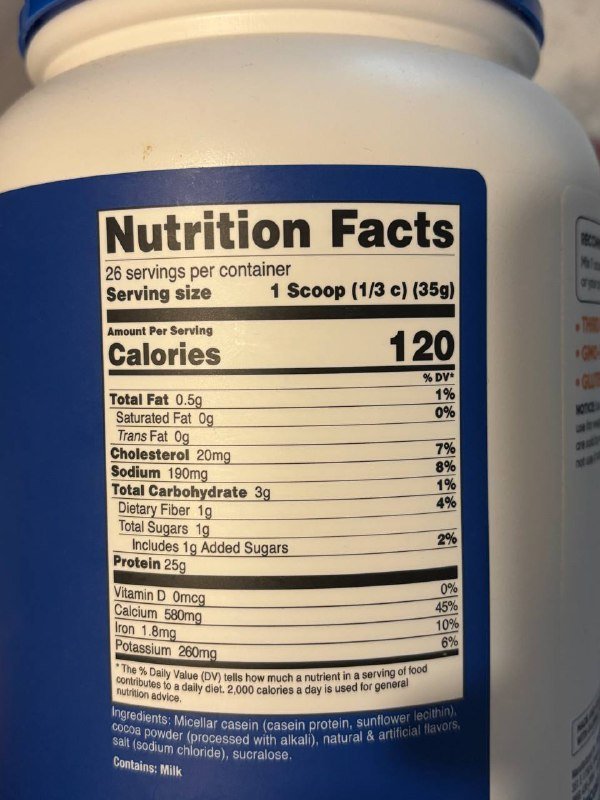 Nutrition Facts
26 servings per container
Serving size 1 Scoop (1/3 c) (35g)
Amount Per Serving
Calories 120
% DV*
Total Fat 0.5g 1%
Saturated Fat 0g 0%
Trans Fat 0g
Cholesterol 20mg 7%
Sodium 190mg 8%
Total Carbohydrate 3g 1%
Dietary Fiber 1g 4%
Total Sugars 1g
Includes 1g Added Sugars 2%
Protein 25g
Vitamin D 0mcg 0%
Calcium 580mg 45%
Iron 1.8mg 10%
Potassium 260mg 6%
* The % Daily Value (DV) tells how much a nutrient in a serving of food
contributes to a daily diet. 2,000 calories a day is used for general
nutrition advice.
Ingredients: Micellar casein (casein protein, sunflower lecithin),
cocoa powder (processed with alkali), natural & artificial flavors,
salt (sodium chloride), sucralose.
Contains: Milk